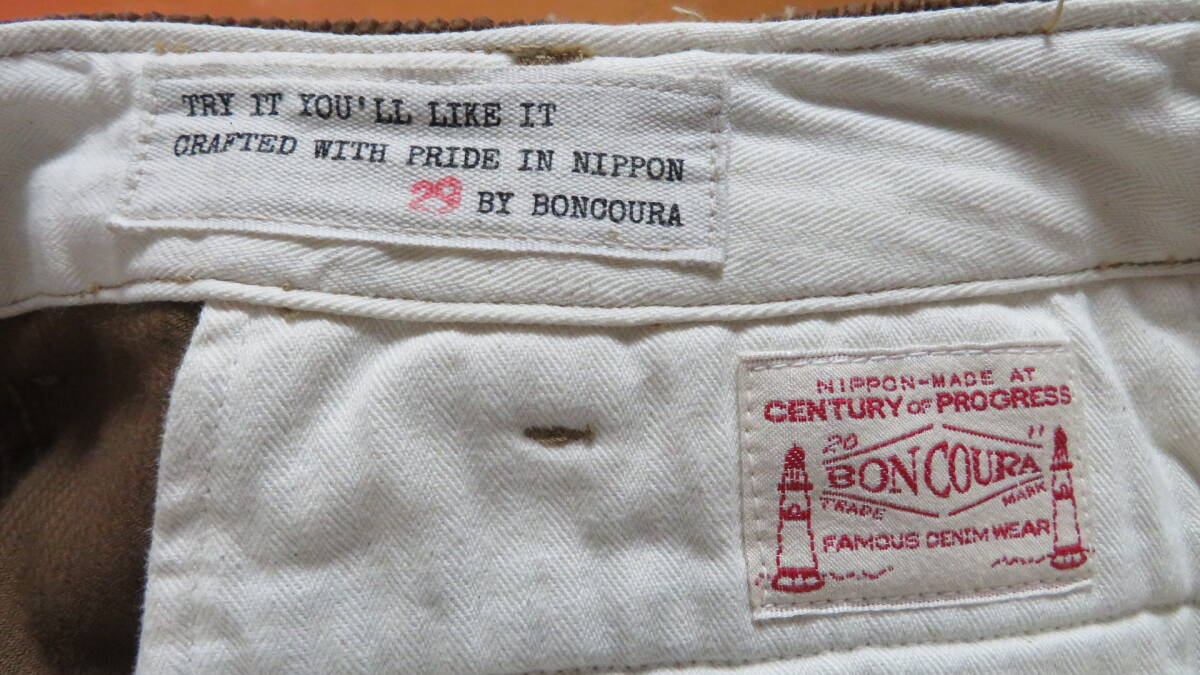 TRY IT YOU'LL LIKE IT
CRAFTED WITH PRIDE IN NIPPON
29 BY BONCOURA
NIPPON-MADE AT
CENTURY OF PROGRESS
20 11
BONCOURA
TRADE MARK
FAMOUS DENIM WEAR